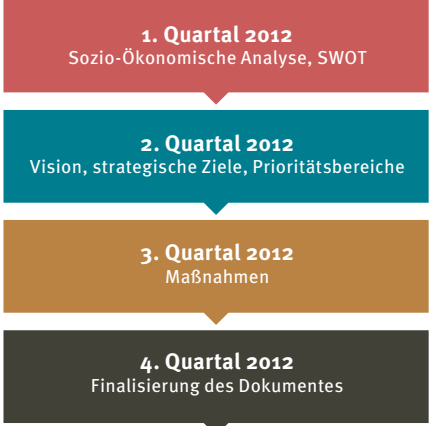 1. Quartal 2012
Sozio-Ökonomische Analyse, SWOT
2. Quartal 2012
Vision, strategische Ziele, Prioritätsbereiche
3. Quartal 2012
Maßnahmen
4. Quartal 2012
Finalisierung des Dokumentes